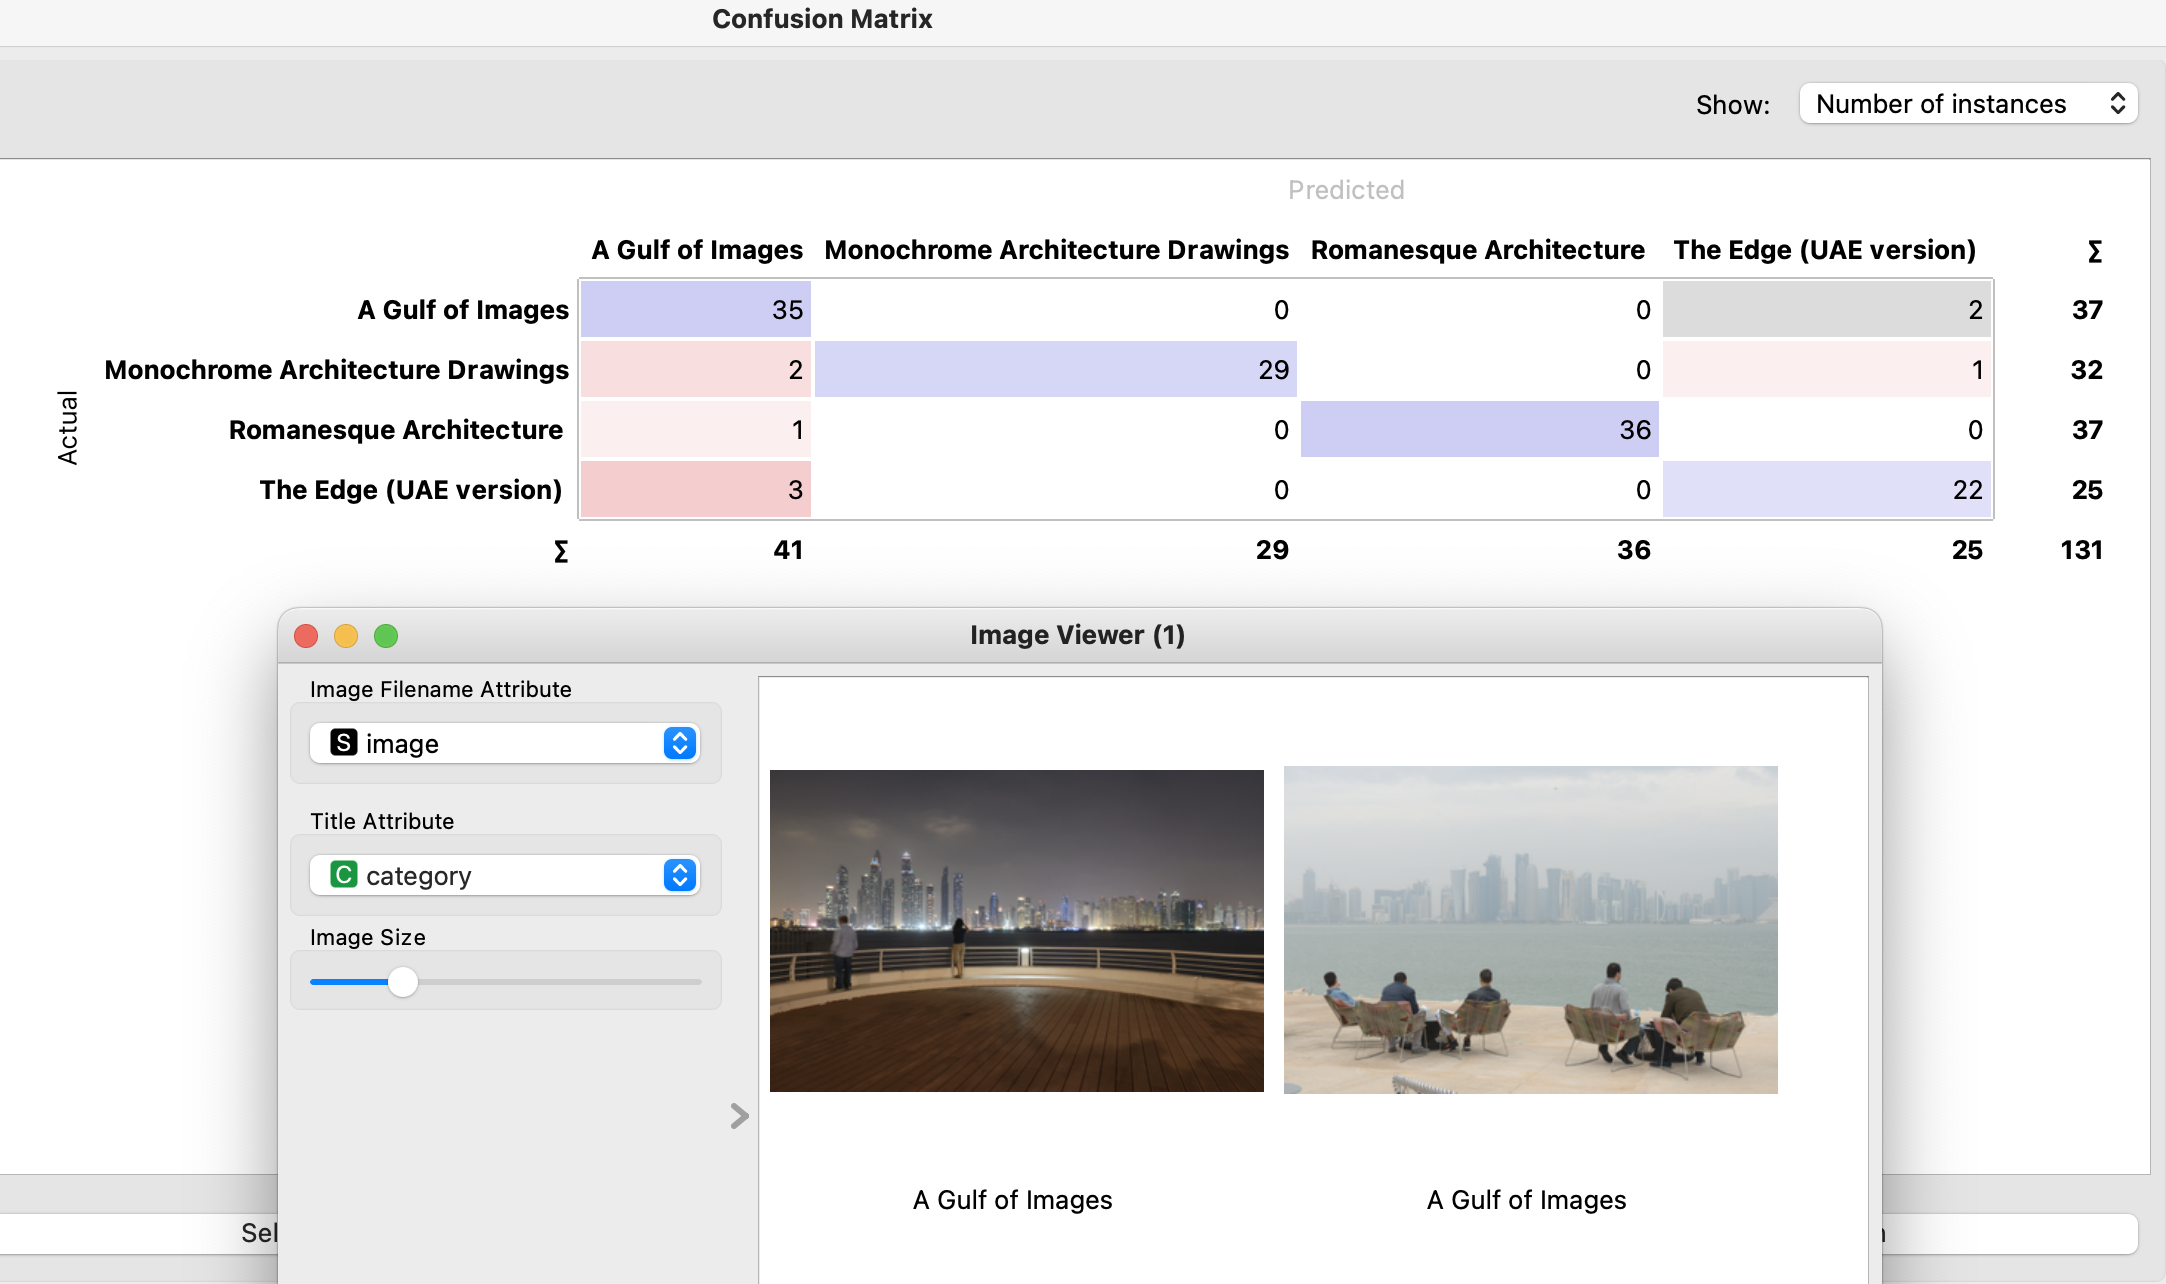 Confusion Matrix
Show: Number of instances
Predicted
A Gulf of Images Monochrome Architecture Drawings Romanesque Architecture The Edge (UAE version) Σ
A Gulf of Images 35 0 0 2 37
Monochrome Architecture Drawings 2 29 0 1 32
Actual
Romanesque Architecture 1 0 36 0 37
The Edge (UAE version) 3 0 0 22 25
Σ 41 29 36 25 131
Image Viewer (1)
Image Filename Attribute
S image
Title Attribute
C category
Image Size
A Gulf of Images A Gulf of Images
Sel